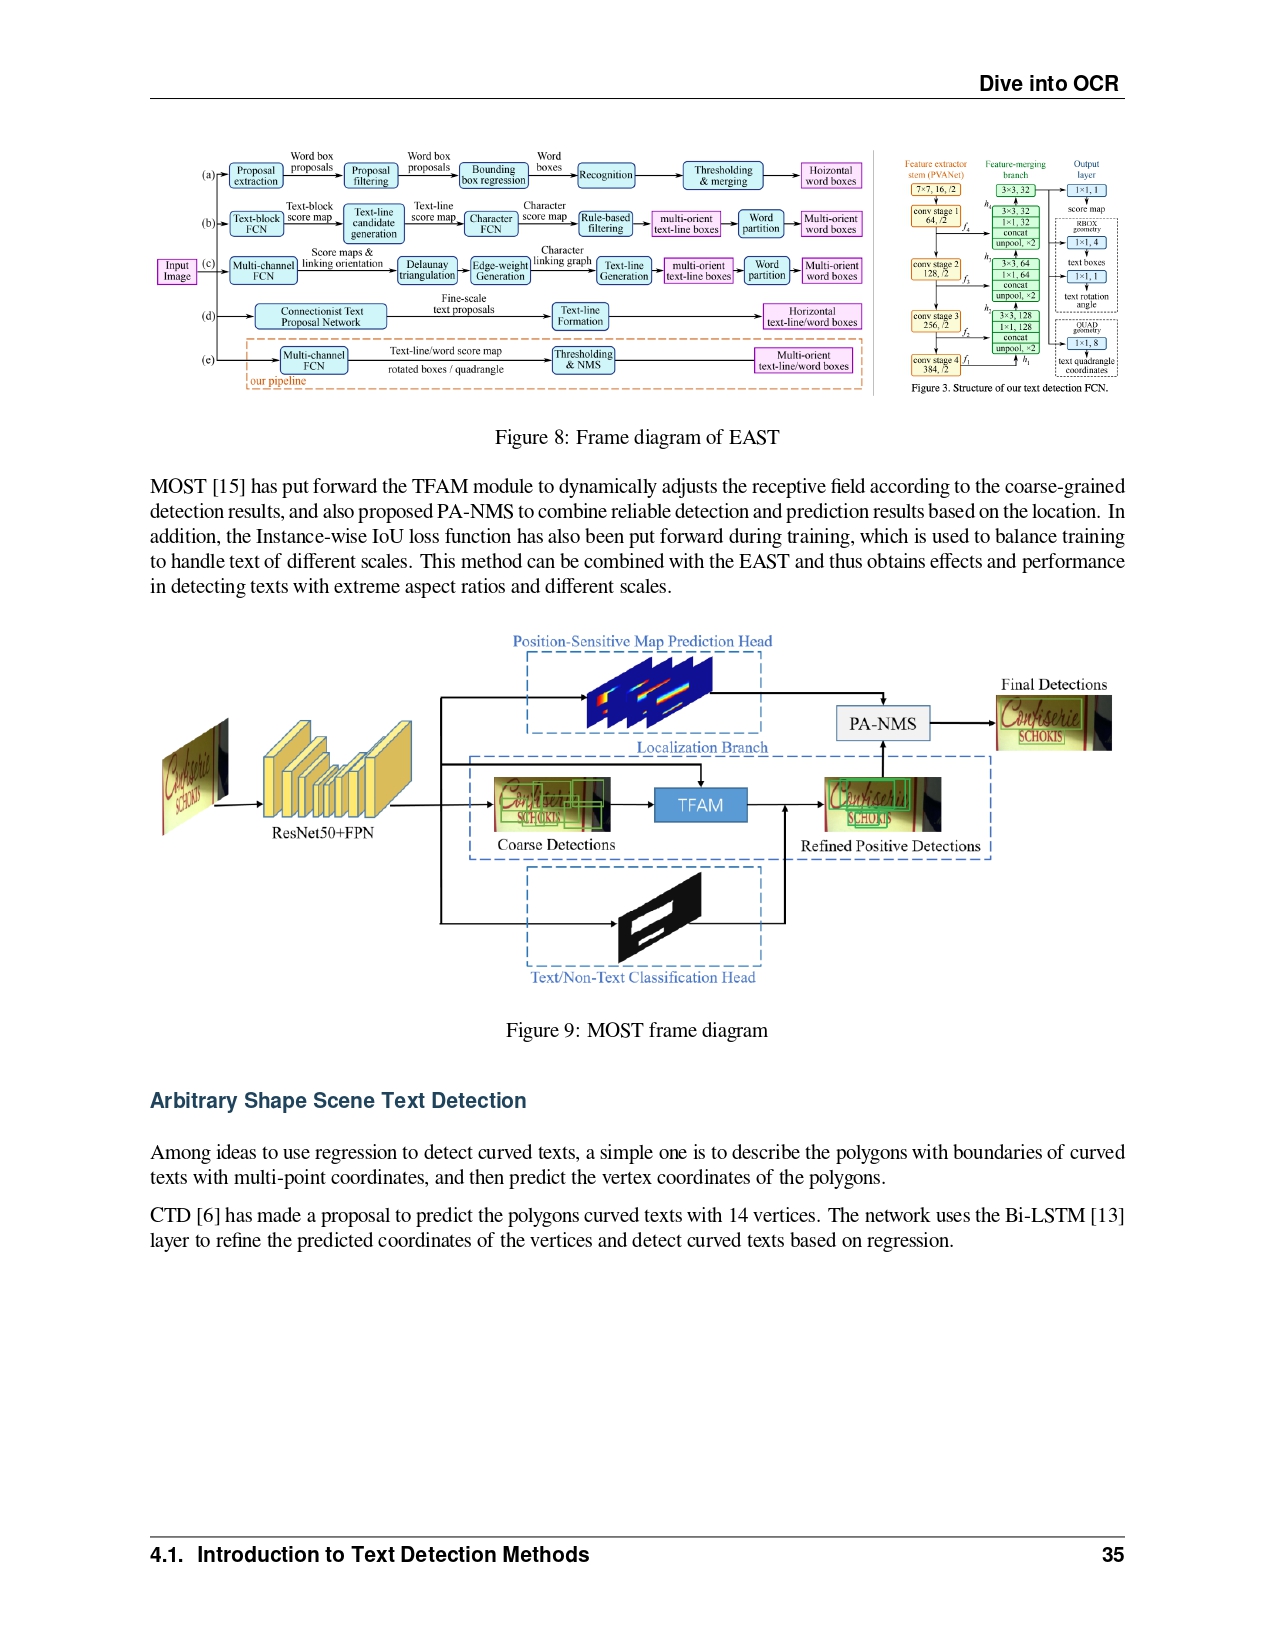 Dive into OCR
(a) Proposal extraction Word box proposals Proposal filtering Word box proposals Bounding box regression Word boxes Recognition Thresholding & merging Hoizontal word boxes
(b) Text-block FCN Text-block score map Text-line candidate generation Text-line score map Character FCN Character score map Rule-based filtering multi-orient text-line boxes Word partition Multi-orient word boxes
Input Image
(c) Multi-channel FCN Score maps & linking orientation Delaunay triangulation Edge-weight Generation Character linking graph Text-line Generation multi-orient text-line boxes Word partition Multi-orient word boxes
(d) Connectionist Text Proposal Network Fine-scale text proposals Text-line Formation Horizontal text-line/word boxes
(e) Multi-channel FCN Text-line/word score map rotated boxes / quadrangle Thresholding & NMS Multi-orient text-line/word boxes
our pipeline
Feature extractor stem (PVANet)
7×7, 16, /2
conv stage 1 64, /2
f4
conv stage 2 128, /2
f3
conv stage 3 256, /2
f2
conv stage 4 384, /2
f1
Feature-merging branch
3×3, 32
h4
3×3, 32
1×1, 32
concat
unpool, ×2
h3
3×3, 64
1×1, 64
concat
unpool, ×2
h2
3×3, 128
1×1, 128
concat
unpool, ×2
h1
Output layer
1×1, 1
score map
RBOX geometry
1×1, 4
text boxes
1×1, 1
text rotation angle
QUAD geometry
1×1, 8
text quadrangle coordinates
Figure 3. Structure of our text detection FCN.
Figure 8: Frame diagram of EAST
MOST [15] has put forward the TFAM module to dynamically adjusts the receptive field according to the coarse-grained
detection results, and also proposed PA-NMS to combine reliable detection and prediction results based on the location. In
addition, the Instance-wise IoU loss function has also been put forward during training, which is used to balance training
to handle text of different scales. This method can be combined with the EAST and thus obtains effects and performance
in detecting texts with extreme aspect ratios and different scales.
Position-Sensitive Map Prediction Head
Final Detections
Confiserie
SCHOKIS
PA-NMS
Localization Branch
Confiserie
SCHOKIS
ResNet50+FPN
Confiserie
SCHOKIS
Coarse Detections
TFAM
Confiserie
SCHOKIS
Refined Positive Detections
Text/Non-Text Classification Head
Figure 9: MOST frame diagram
Arbitrary Shape Scene Text Detection
Among ideas to use regression to detect curved texts, a simple one is to describe the polygons with boundaries of curved
texts with multi-point coordinates, and then predict the vertex coordinates of the polygons.
CTD [6] has made a proposal to predict the polygons curved texts with 14 vertices. The network uses the Bi-LSTM [13]
layer to refine the predicted coordinates of the vertices and detect curved texts based on regression.
4.1. Introduction to Text Detection Methods 35